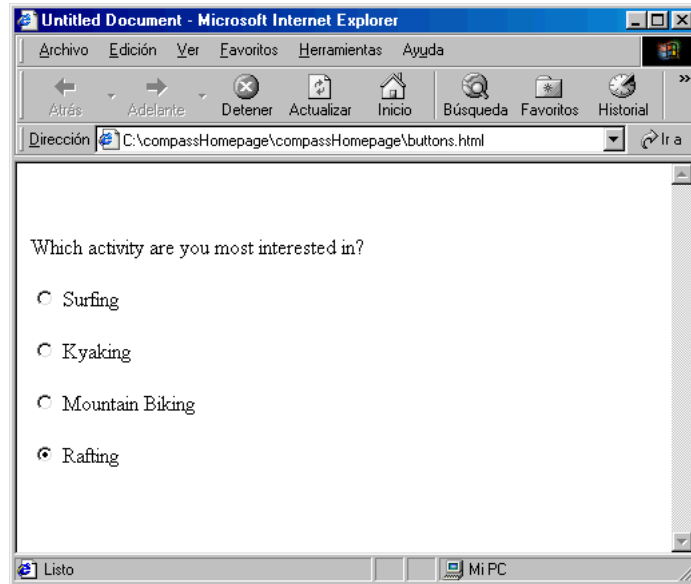 Untitled Document - Microsoft Internet Explorer
Archivo Edición Ver Favoritos Herramientas Ayuda
Atrás Adelante Detener Actualizar Inicio Búsqueda Favoritos Historial »
Dirección C:\compassHomepage\compassHomepage\buttons.html Ir a
Which activity are you most interested in?
Surfing
Kyaking
Mountain Biking
Rafting
Listo Mi PC